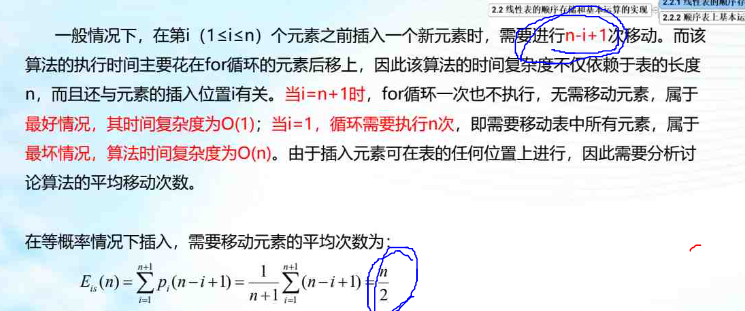 2.2 线性表的顺序存储和基本运算的实现
2.2.2 顺序表上基本运
一般情况下，在第i（1≤i≤n）个元素之前插入一个新元素时，需要进行n-i+1次移动。而该
算法的执行时间主要花在for循环的元素后移上，因此该算法的时间复杂度不仅依赖于表的长度
n，而且还与元素的插入位置i有关。当i=n+1时，for循环一次也不执行，无需移动元素，属于
最好情况，其时间复杂度为O(1)；当i=1，循环需要执行n次，即需要移动表中所有元素，属于
最坏情况，算法时间复杂度为O(n)。由于插入元素可在表的任何位置上进行，因此需要分析讨
论算法的平均移动次数。
在等概率情况下插入，需要移动元素的平均次数为：
E_{is}(n)=\sum_{i=1}^{n+1}p_i(n-i+1)=\frac{1}{n+1}\sum_{i=1}^{n+1}(n-i+1)=\frac{n}{2}